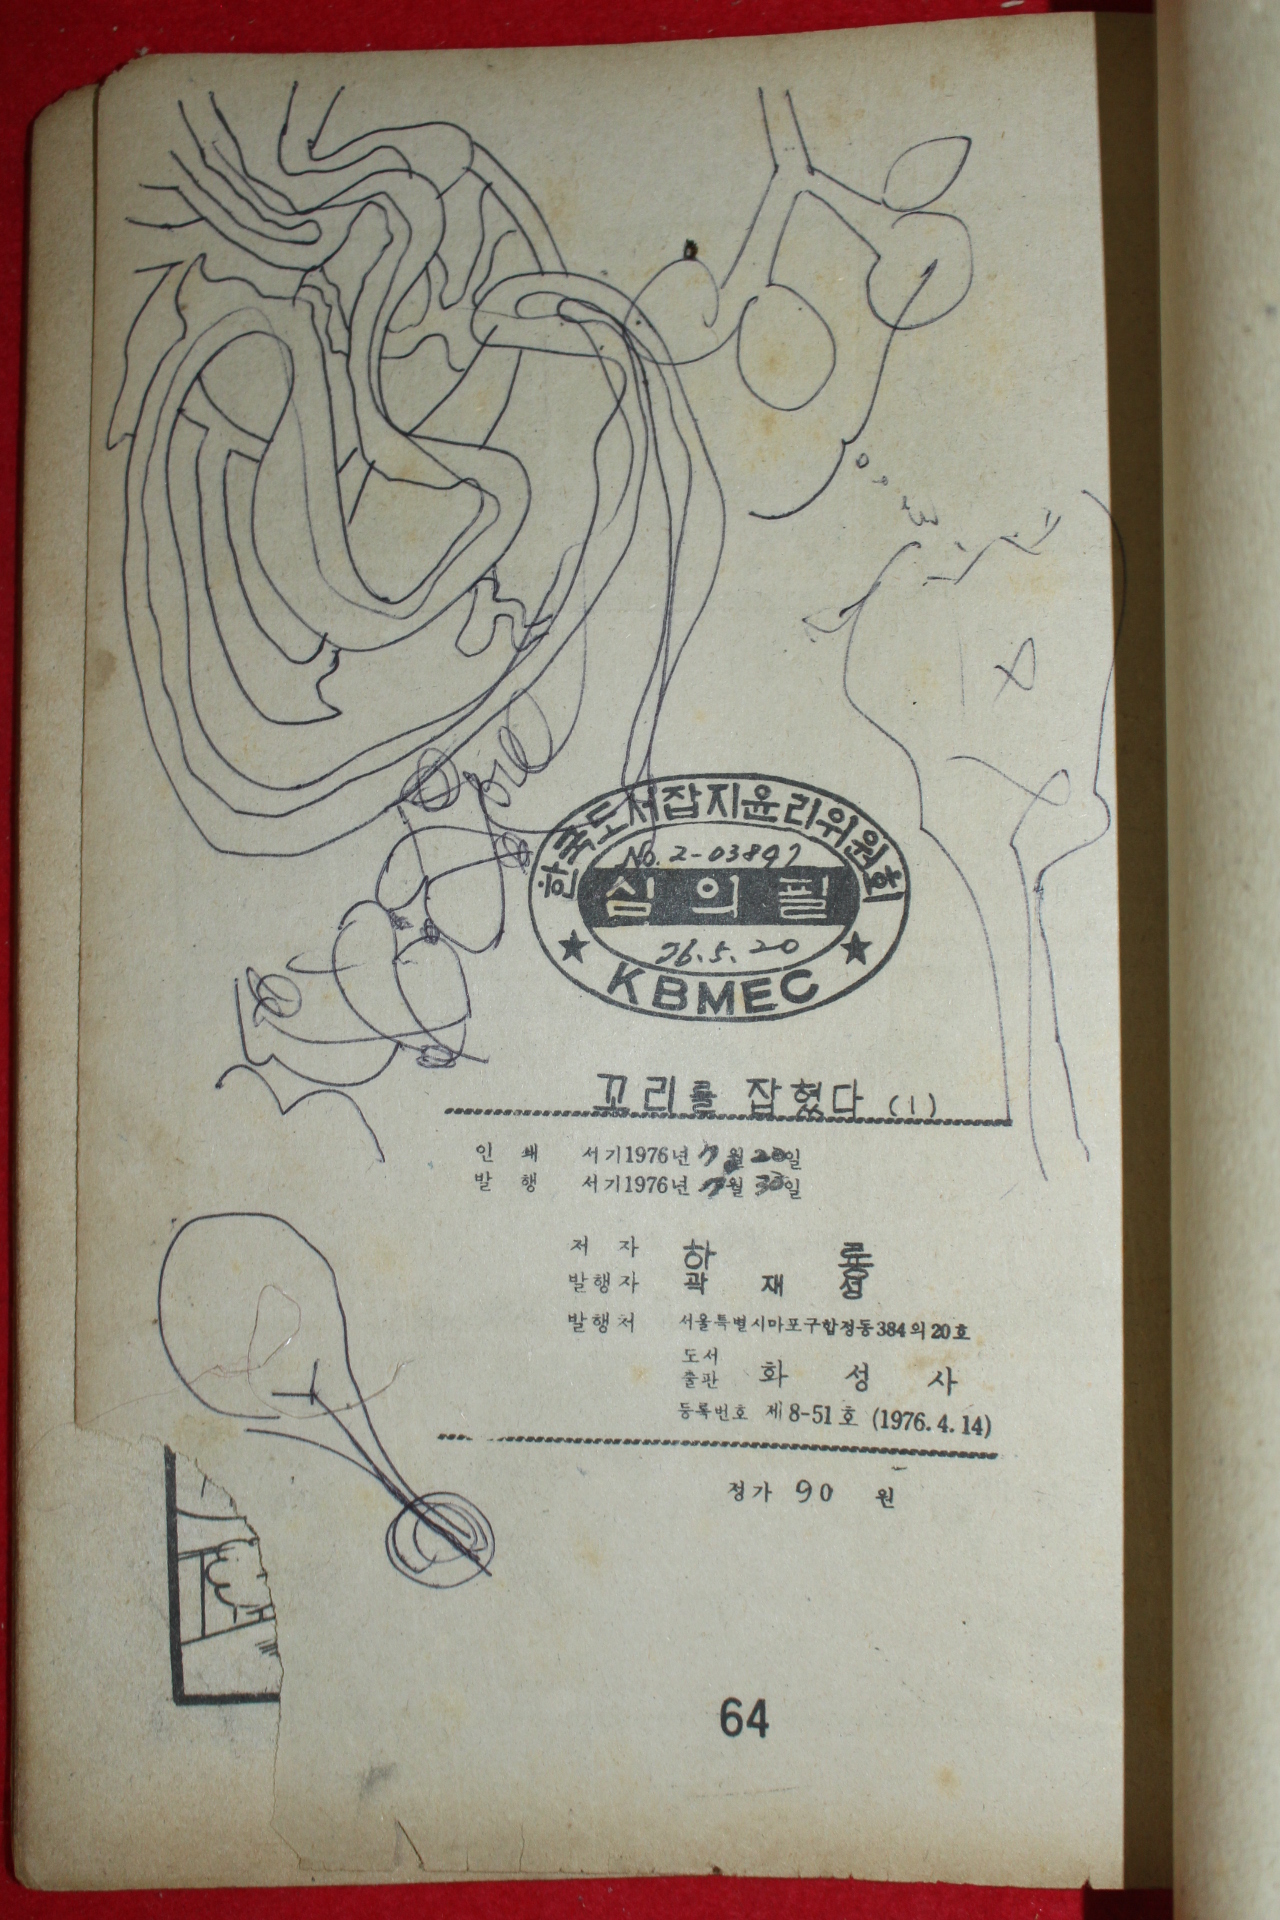 한국도서잡지윤리위원회
No. 2-03897
심의필
76.5.20
KBMEC
꼬리를 잡혔다 (1)
인 쇄 서기1976년 7월 20일
발 행 서기1976년 7월 30일
저 자 하 룡
발행자 곽 재 성
발행처 서울특별시마포구합정동384의20호
도서출판 화 성 사
등록번호 제8-51호 (1976.4.14)
정가 90 원
64